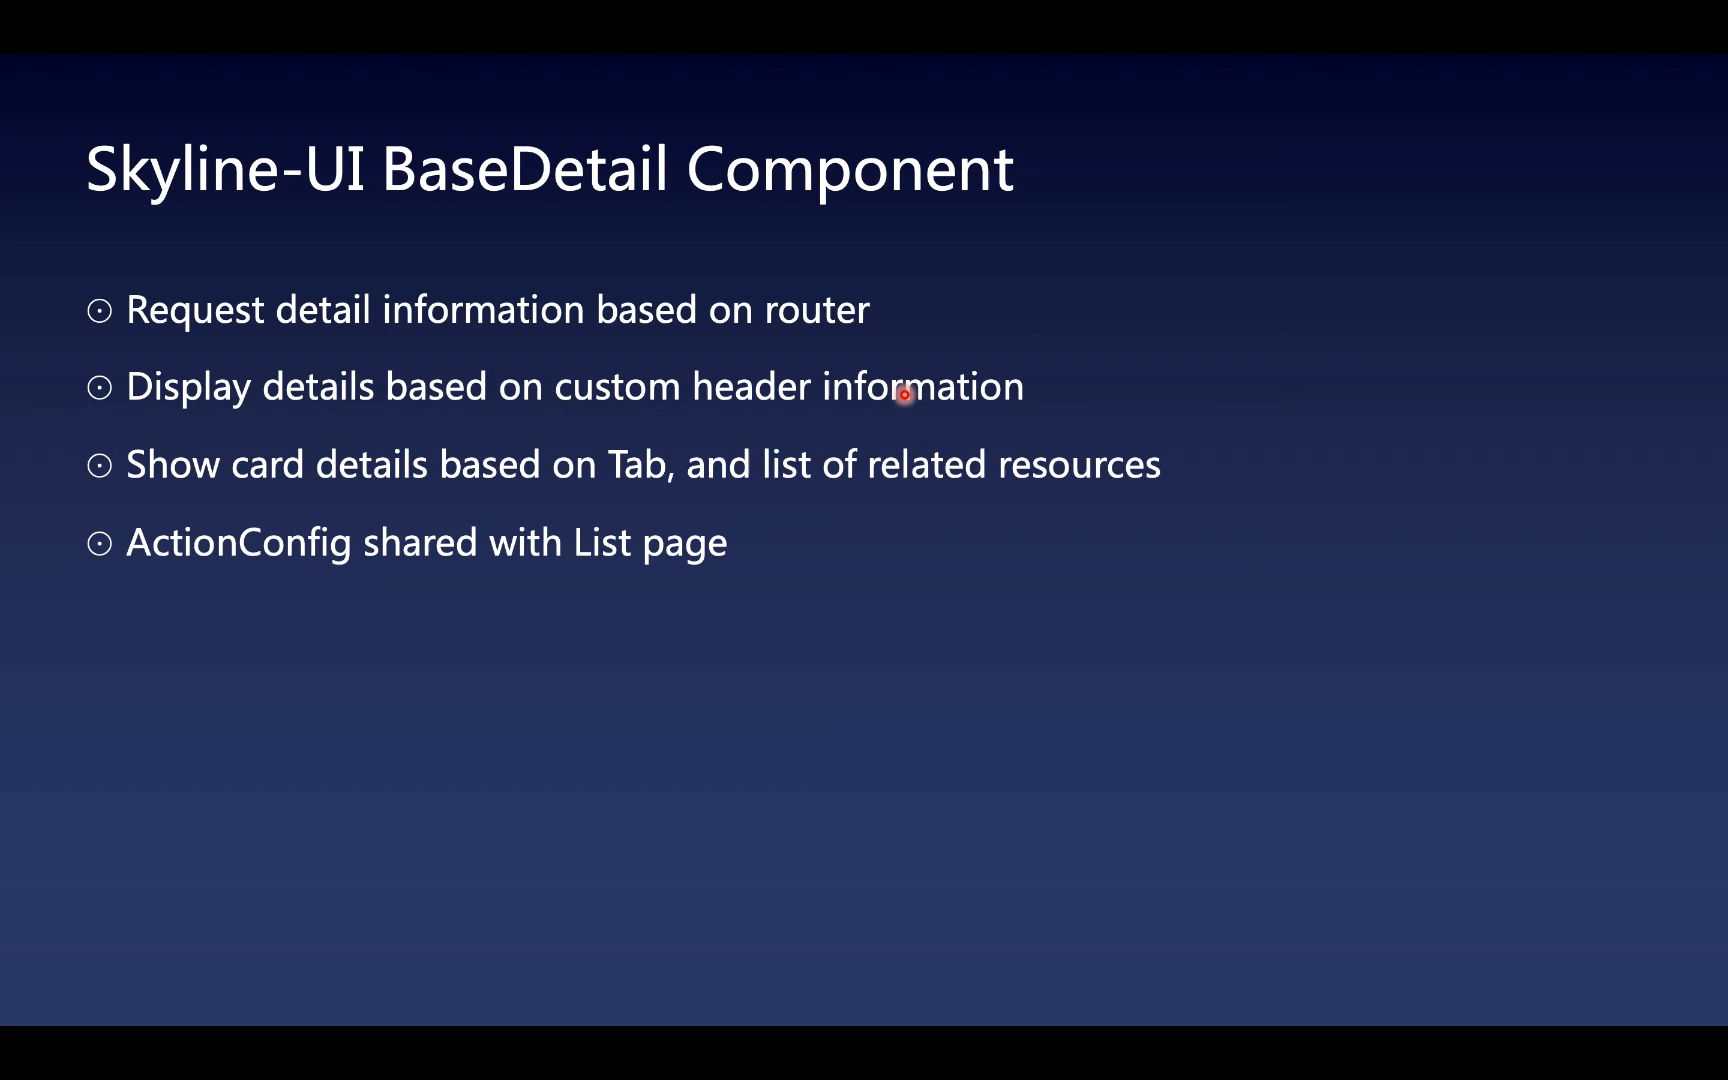 Skyline-UI BaseDetail Component
⊙ Request detail information based on router
⊙ Display details based on custom header information
⊙ Show card details based on Tab, and list of related resources
⊙ ActionConfig shared with List page